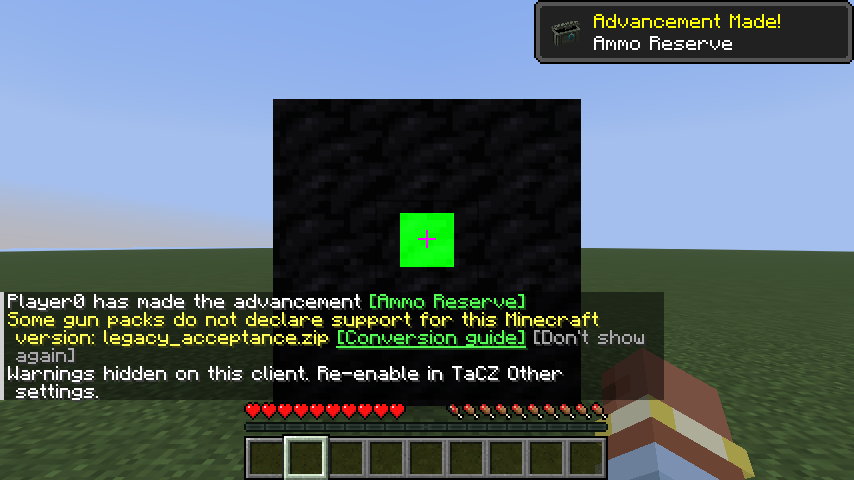 Advancement Made!
Ammo Reserve
Player0 has made the advancement [Ammo Reserve]
Some gun packs do not declare support for this Minecraft
version: legacy_acceptance.zip [Conversion guide] [Don't show
again]
Warnings hidden on this client. Re-enable in TaCZ Other
settings.